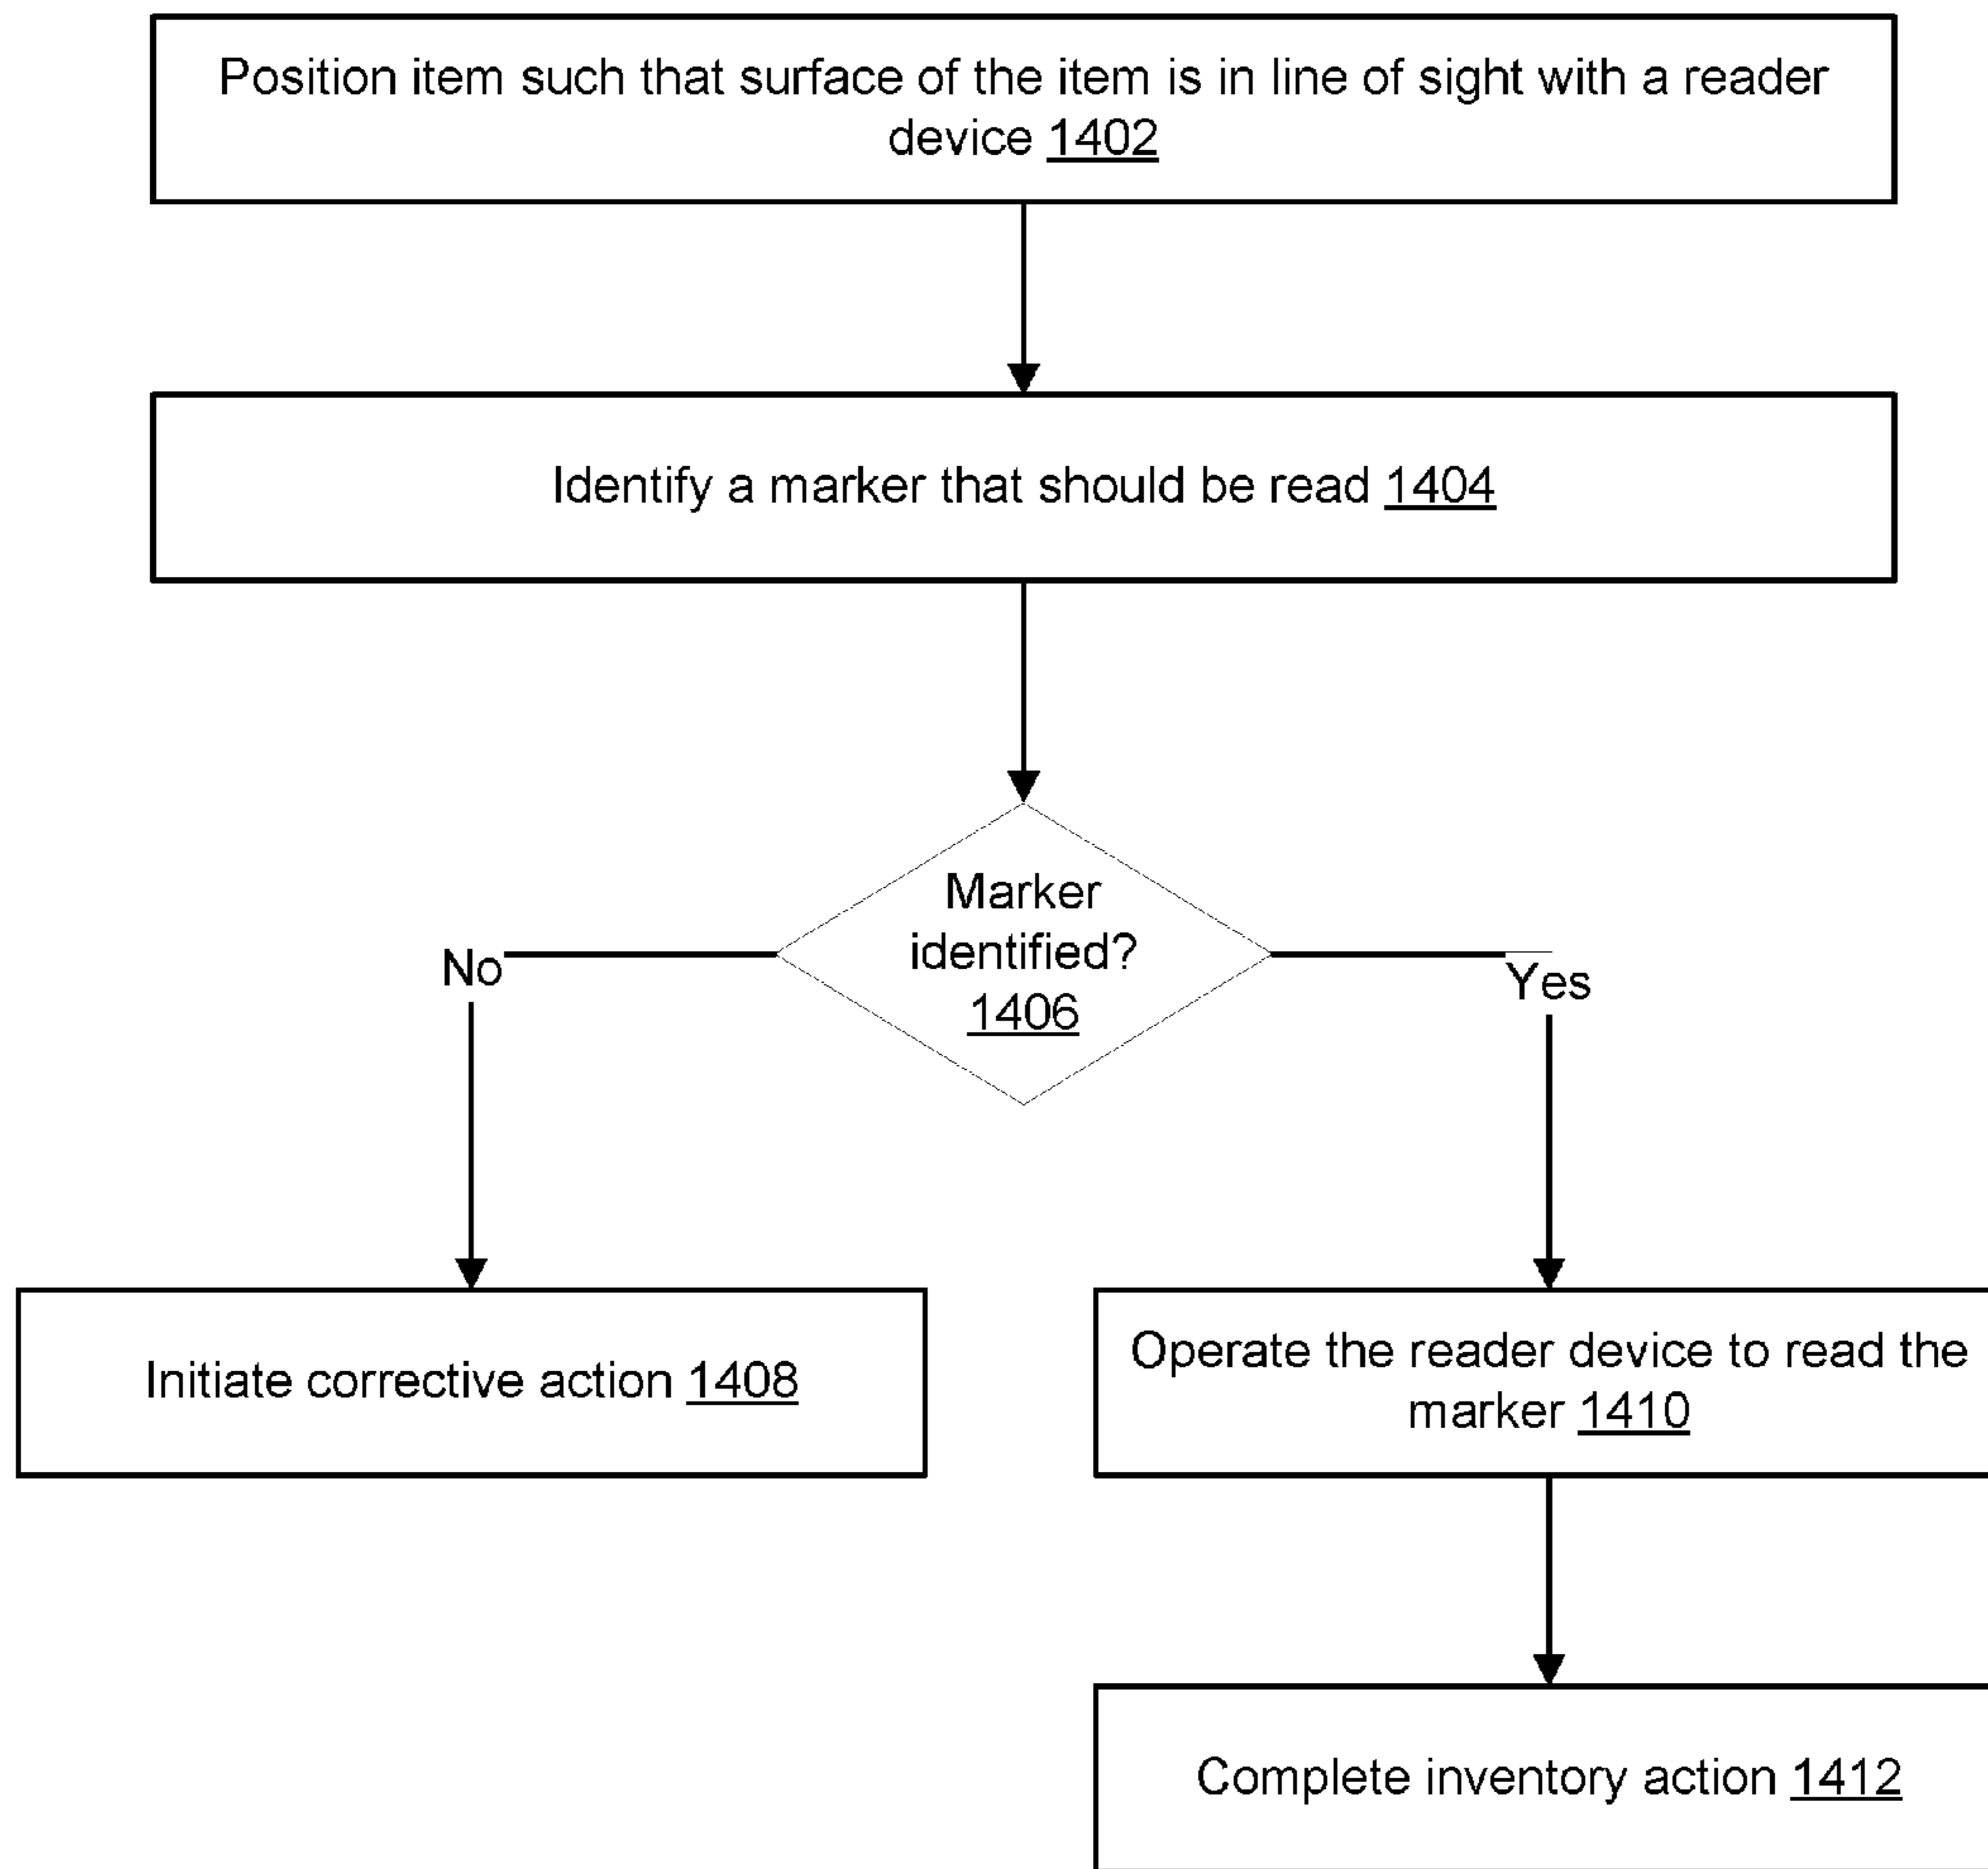 Position item such that surface of the item is in line of sight with a reader
device 1402
Identify a marker that should be read 1404
Marker
identified?
1406
No
Yes
Initiate corrective action 1408
Operate the reader device to read the
marker 1410
Complete inventory action 1412